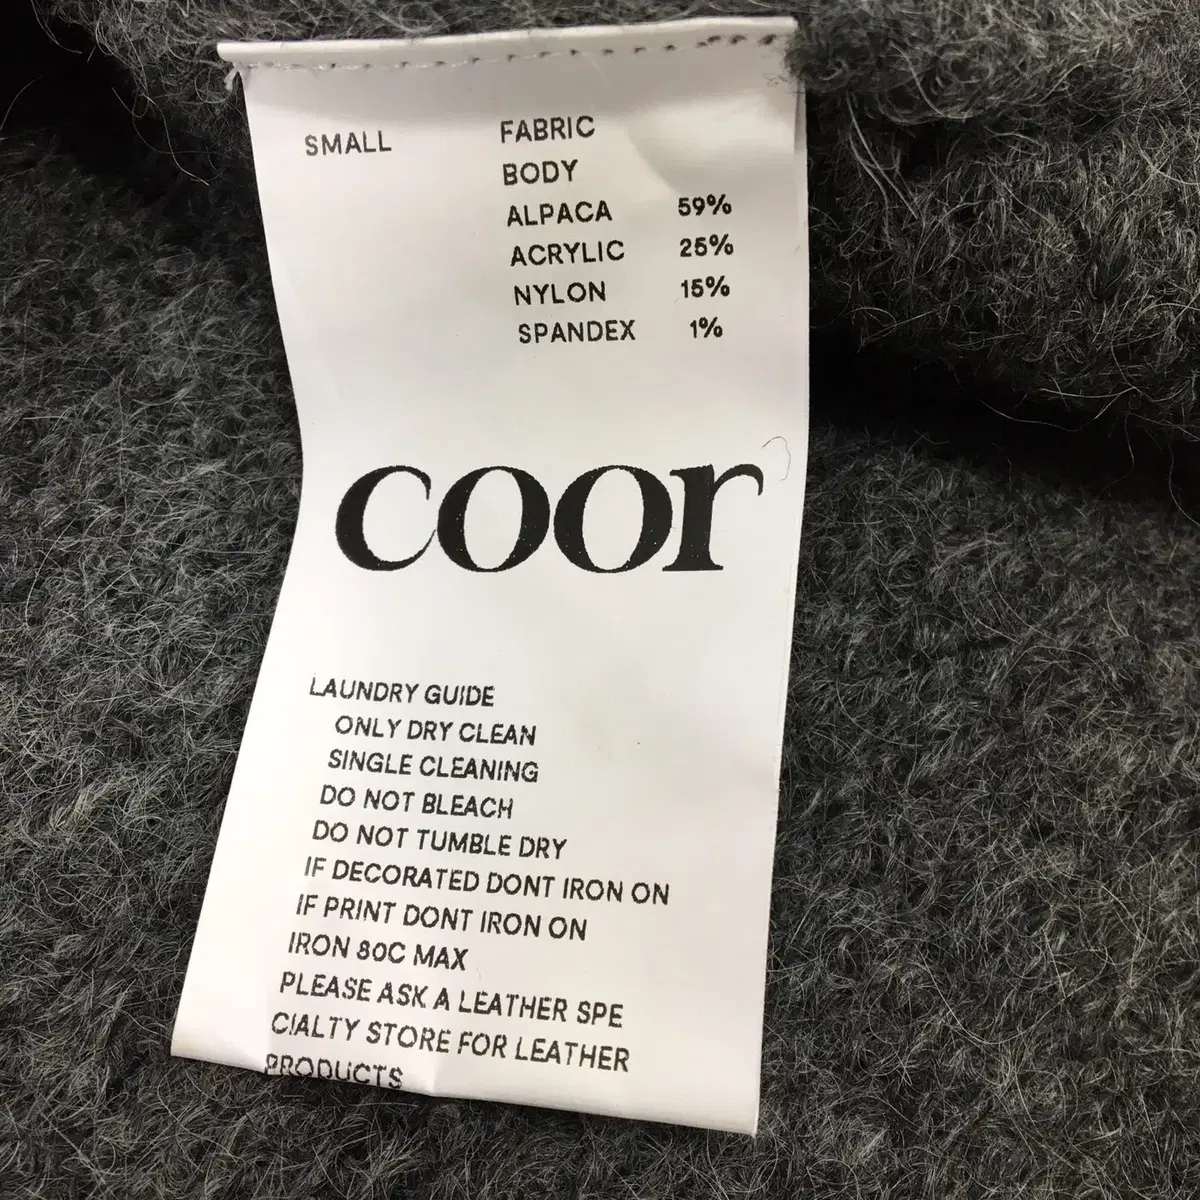 SMALL
FABRIC
BODY
ALPACA 59%
ACRYLIC 25%
NYLON 15%
SPANDEX 1%
coor
LAUNDRY GUIDE
ONLY DRY CLEAN
SINGLE CLEANING
DO NOT BLEACH
DO NOT TUMBLE DRY
IF DECORATED DONT IRON ON
IF PRINT DONT IRON ON
IRON 80C MAX
PLEASE ASK A LEATHER SPE
CIALTY STORE FOR LEATHER
PRODUCTS